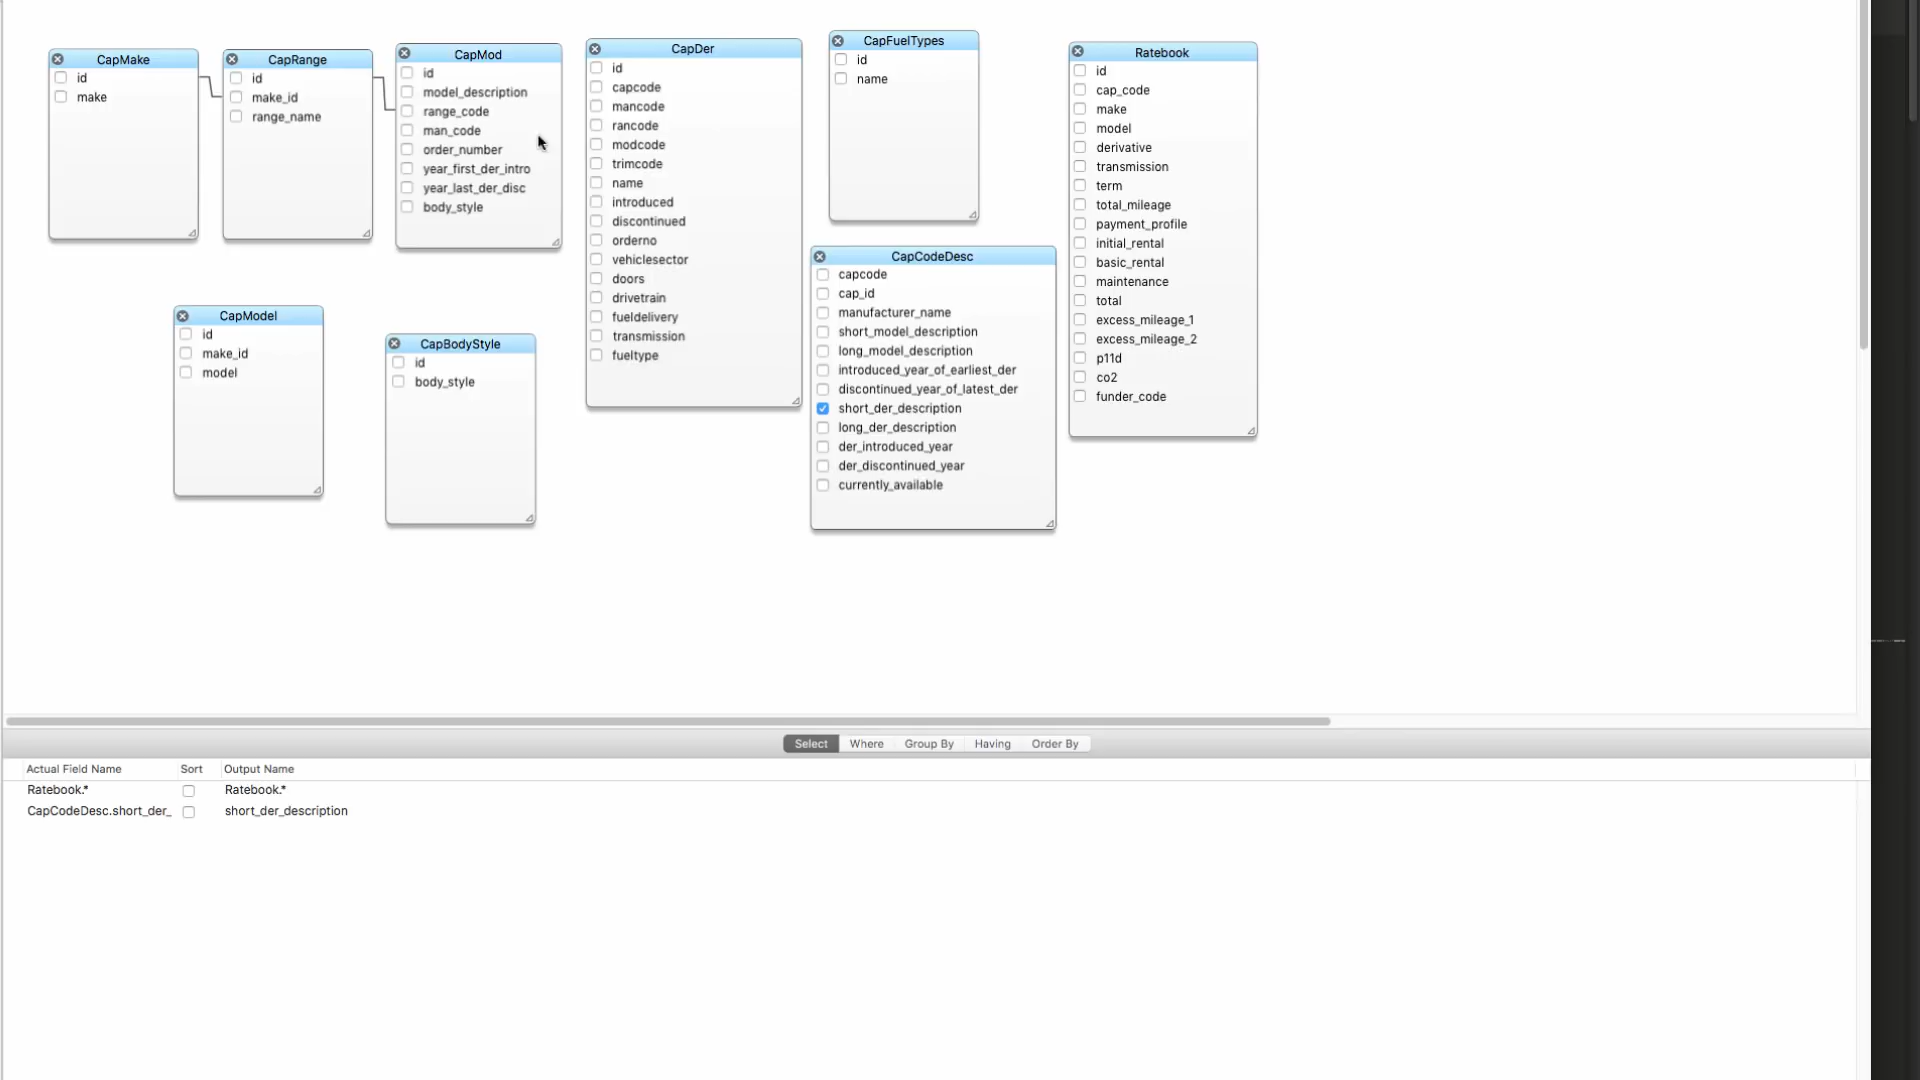 CapMake
id
make
CapRange
id
make_id
range_name
CapMod
id
model_description
range_code
man_code
order_number
year_first_der_intro
year_last_der_disc
body_style
CapDer
id
capcode
mancode
rancode
modcode
trimcode
name
introduced
discontinued
orderno
vehiclesector
doors
drivetrain
fueldelivery
transmission
fueltype
CapFuelTypes
id
name
Ratebook
id
cap_code
make
model
derivative
transmission
term
total_mileage
payment_profile
initial_rental
basic_rental
maintenance
total
excess_mileage_1
excess_mileage_2
p11d
co2
funder_code
CapCodeDesc
capcode
cap_id
manufacturer_name
short_model_description
long_model_description
introduced_year_of_earliest_der
discontinued_year_of_latest_der
short_der_description
long_der_description
der_introduced_year
der_discontinued_year
currently_available
CapModel
id
make_id
model
CapBodyStyle
id
body_style
Select Where Group By Having Order By
Actual Field Name Sort Output Name
Ratebook.* Ratebook.*
CapCodeDesc.short_der_ short_der_description